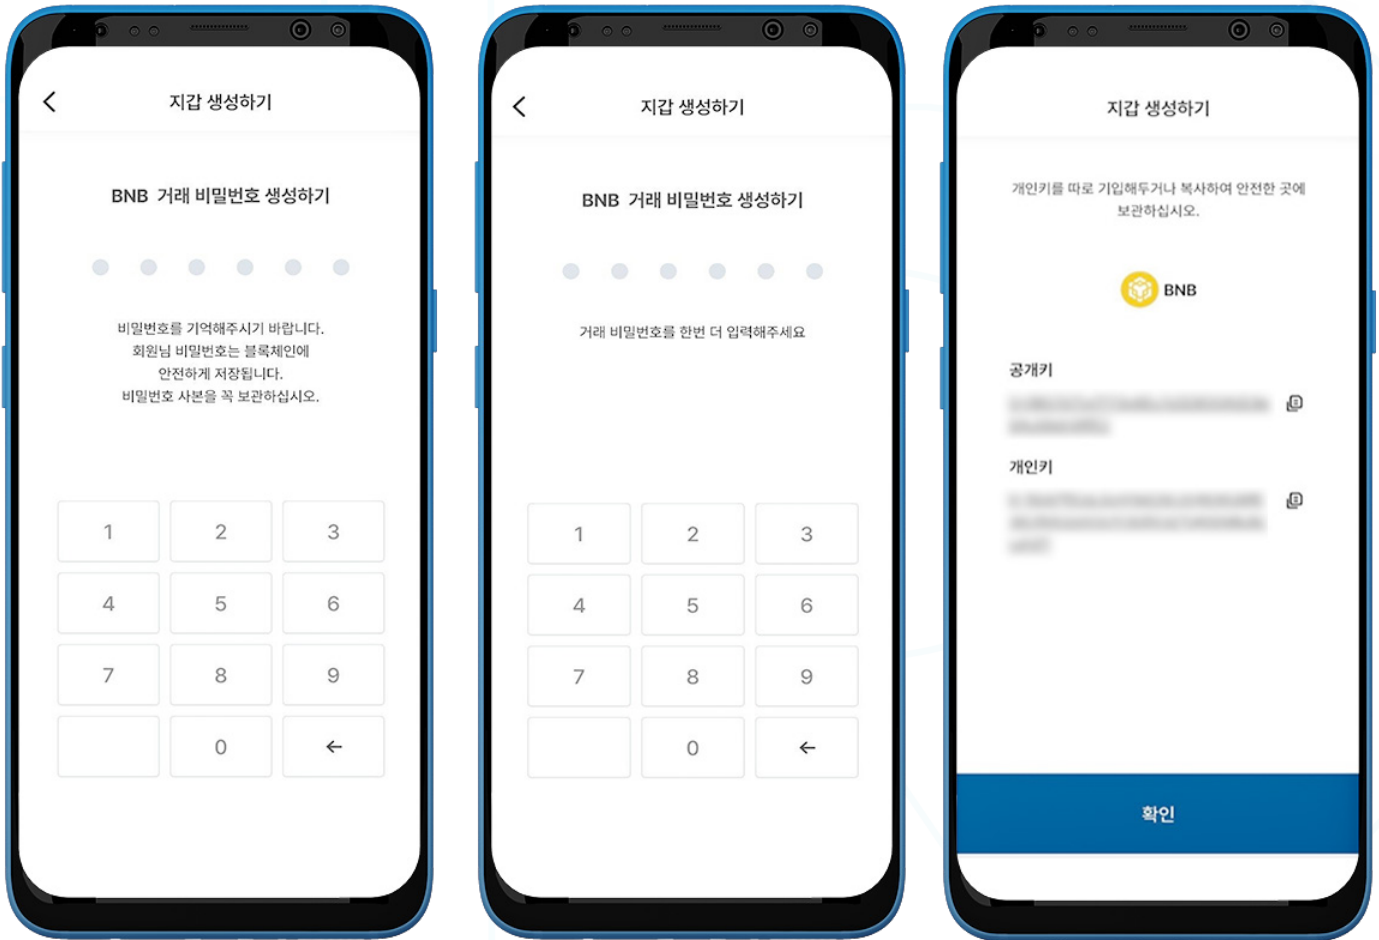 지갑 생성하기
BNB 거래 비밀번호 생성하기
비밀번호를 기억해주시기 바랍니다.
회원님 비밀번호는 블록체인에
안전하게 저장됩니다.
비밀번호 사본을 꼭 보관하십시오.
1 2 3
4 5 6
7 8 9
0 ←
지갑 생성하기
BNB 거래 비밀번호 생성하기
거래 비밀번호를 한번 더 입력해주세요
1 2 3
4 5 6
7 8 9
0 ←
지갑 생성하기
개인키를 따로 기입해두거나 복사하여 안전한 곳에
보관하십시오.
BNB
공개키
개인키
확인